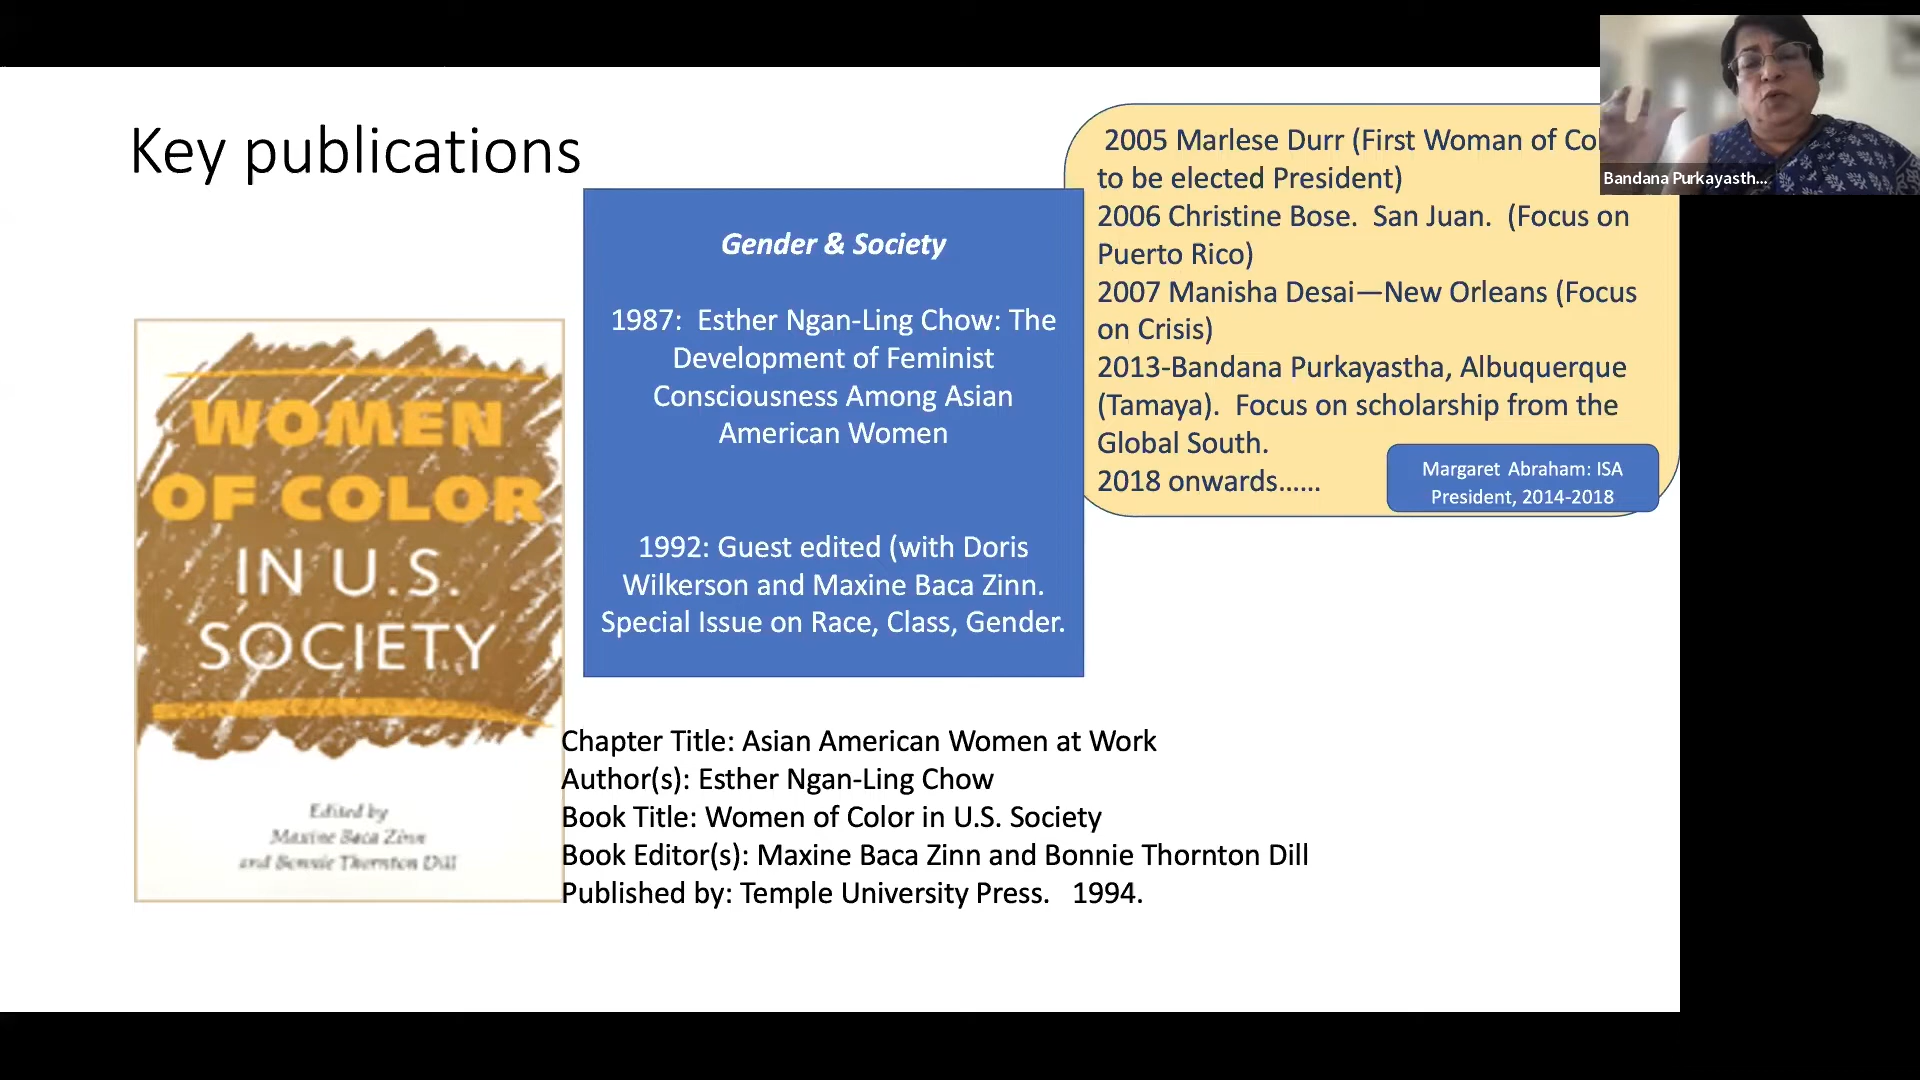 Key publications
WOMEN
OF COLOR
IN U.S.
SOCIETY
Edited by
Maxine Baca Zinn
and Bonnie Thornton Dill
Gender & Society
1987:  Esther Ngan-Ling Chow: The
Development of Feminist
Consciousness Among Asian
American Women
1992: Guest edited (with Doris
Wilkerson and Maxine Baca Zinn.
Special Issue on Race, Class, Gender.
2005 Marlese Durr (First Woman of
to be elected President)
2006 Christine Bose.  San Juan.  (Focus on
Puerto Rico)
2007 Manisha Desai—New Orleans (Focus
on Crisis)
2013-Bandana Purkayastha, Albuquerque
(Tamaya).  Focus on scholarship from the
Global South.
2018 onwards......
Margaret Abraham: ISA
President, 2014-2018
Chapter Title: Asian American Women at Work
Author(s): Esther Ngan-Ling Chow
Book Title: Women of Color in U.S. Society
Book Editor(s): Maxine Baca Zinn and Bonnie Thornton Dill
Published by: Temple University Press.   1994.
Bandana Purkayasth...